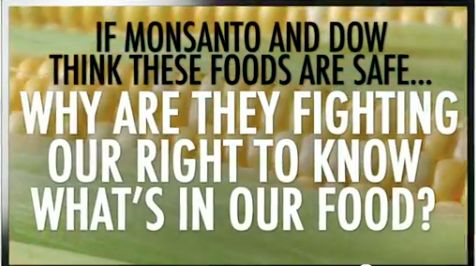 IF MONSANTO AND DOW
THINK THESE FOODS ARE SAFE...
WHY ARE THEY FIGHTING
OUR RIGHT TO KNOW
WHAT'S IN OUR FOOD?